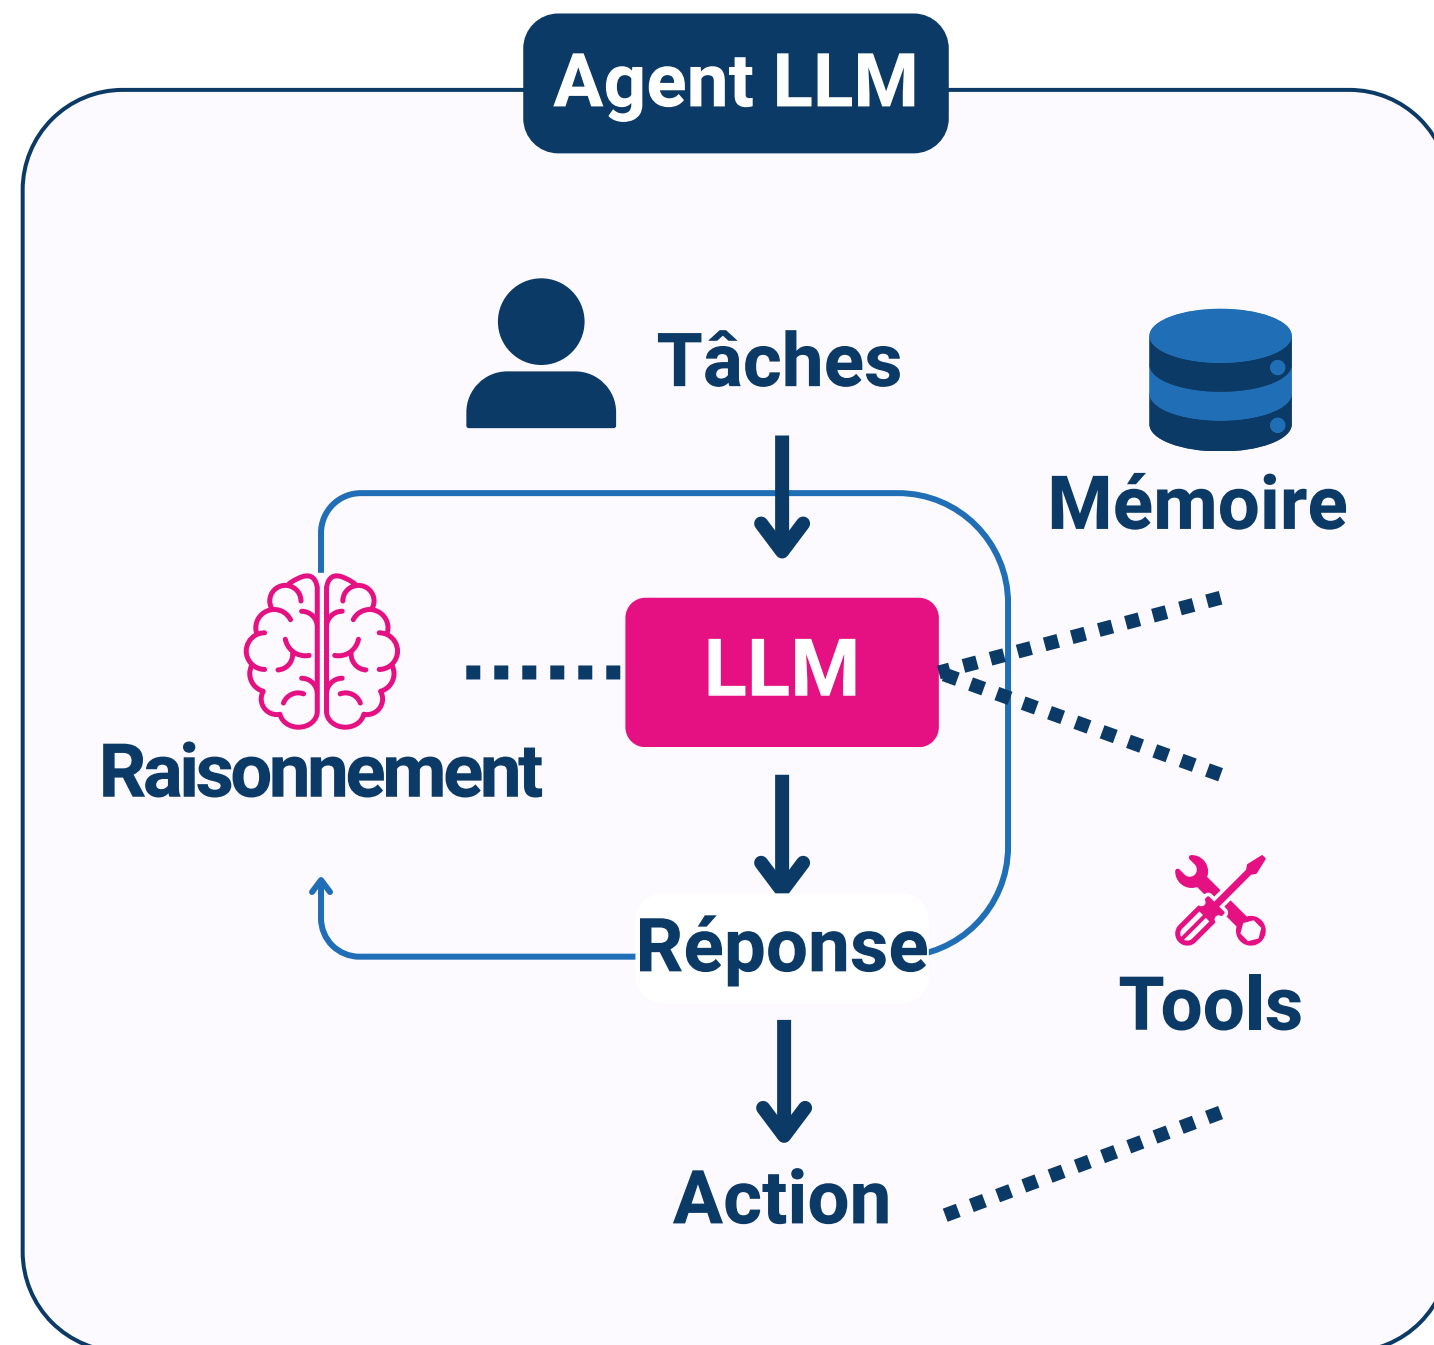 Agent LLM
Tâches
Mémoire
LLM
Raisonnement
Réponse
Tools
Action